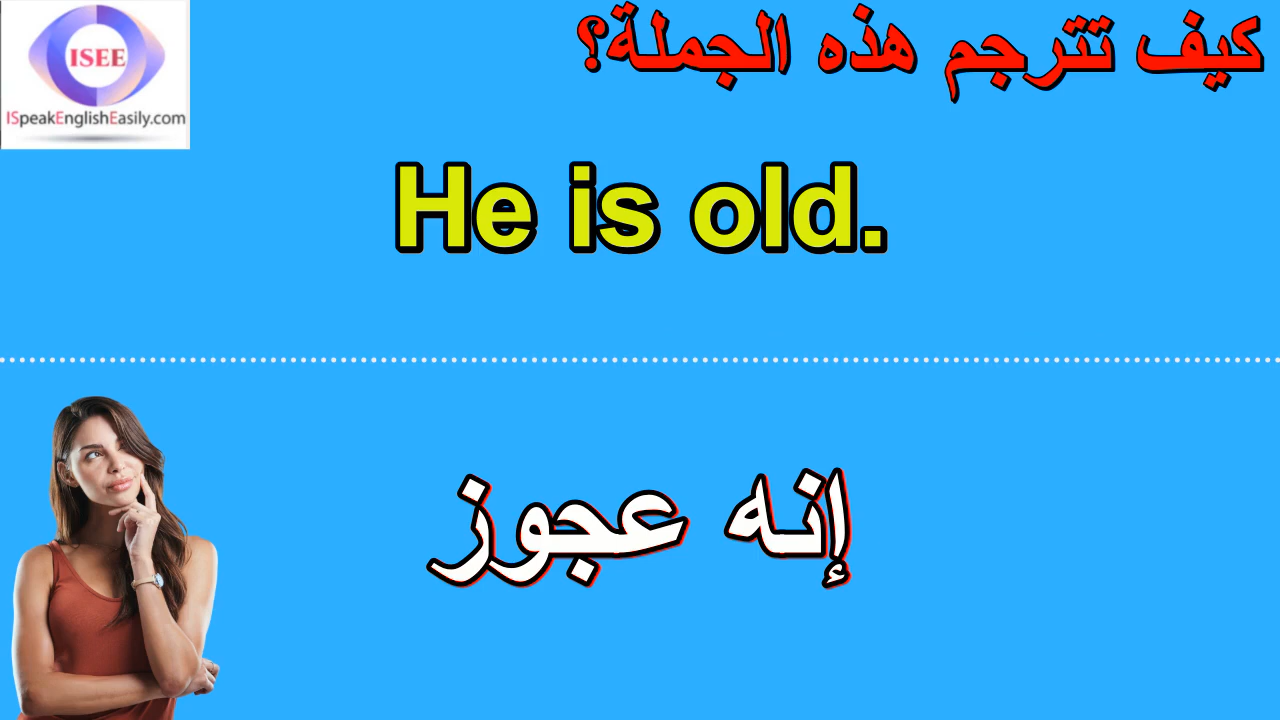 ISEE
ISpeakEnglishEasily.com
كيف تترجم هذه الجملة؟
He is old.
إنه عجوز